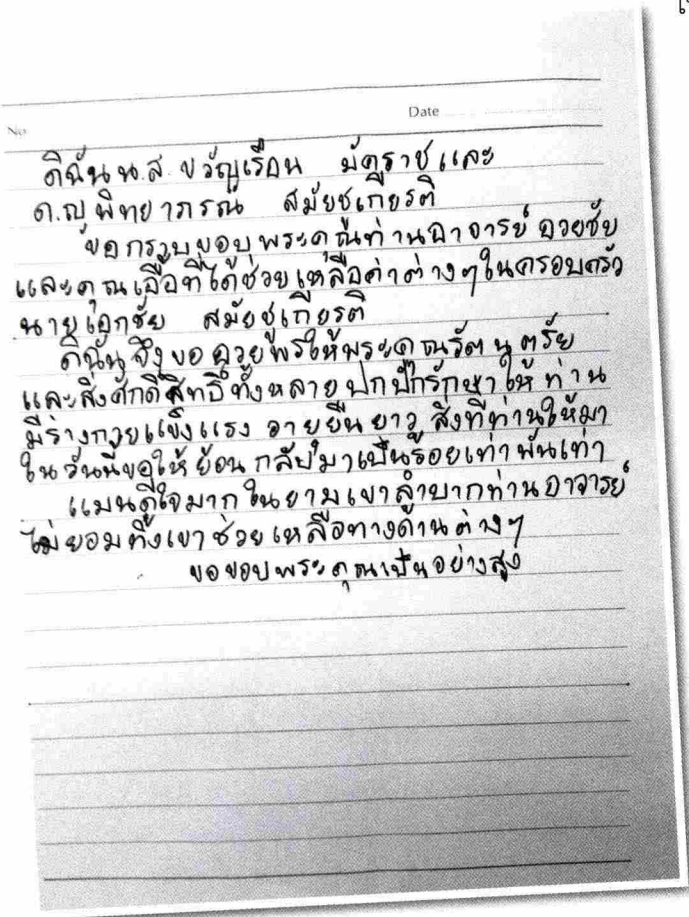 No.
Date
ดิฉัน น.ส. ขวัญเรือน มัคราช และ
ด.ญ พิทยาภรณ์ สมัยชูเกียรติ
ขอกราบขอบพระคุณท่านอาจารย์ อวยชัย
และคุณเอื้อที่ได้ช่วยเหลือค่าต่างๆในครอบครัว
นายเอกชัย สมัยชูเกียรติ
ดิฉันจึงขออวยพรให้พระคุณรัตนตรัย
และสิ่งศักดิ์สิทธิ์ทั้งหลายปกปักรักษาให้ท่าน
มีร่างกายแข็งแรง อายุยืนยาว สิ่งที่ท่านให้มา
ในวันนี้ขอให้ย้อนกลับมาเป็นร้อยเท่าพันเท่า
แมนดีใจมากในยามเขาลำบากท่านอาจารย์
ไม่ยอมทิ้งเขาช่วยเหลือทางด้านต่างๆ
ขอขอบพระคุณเป็นอย่างสูง